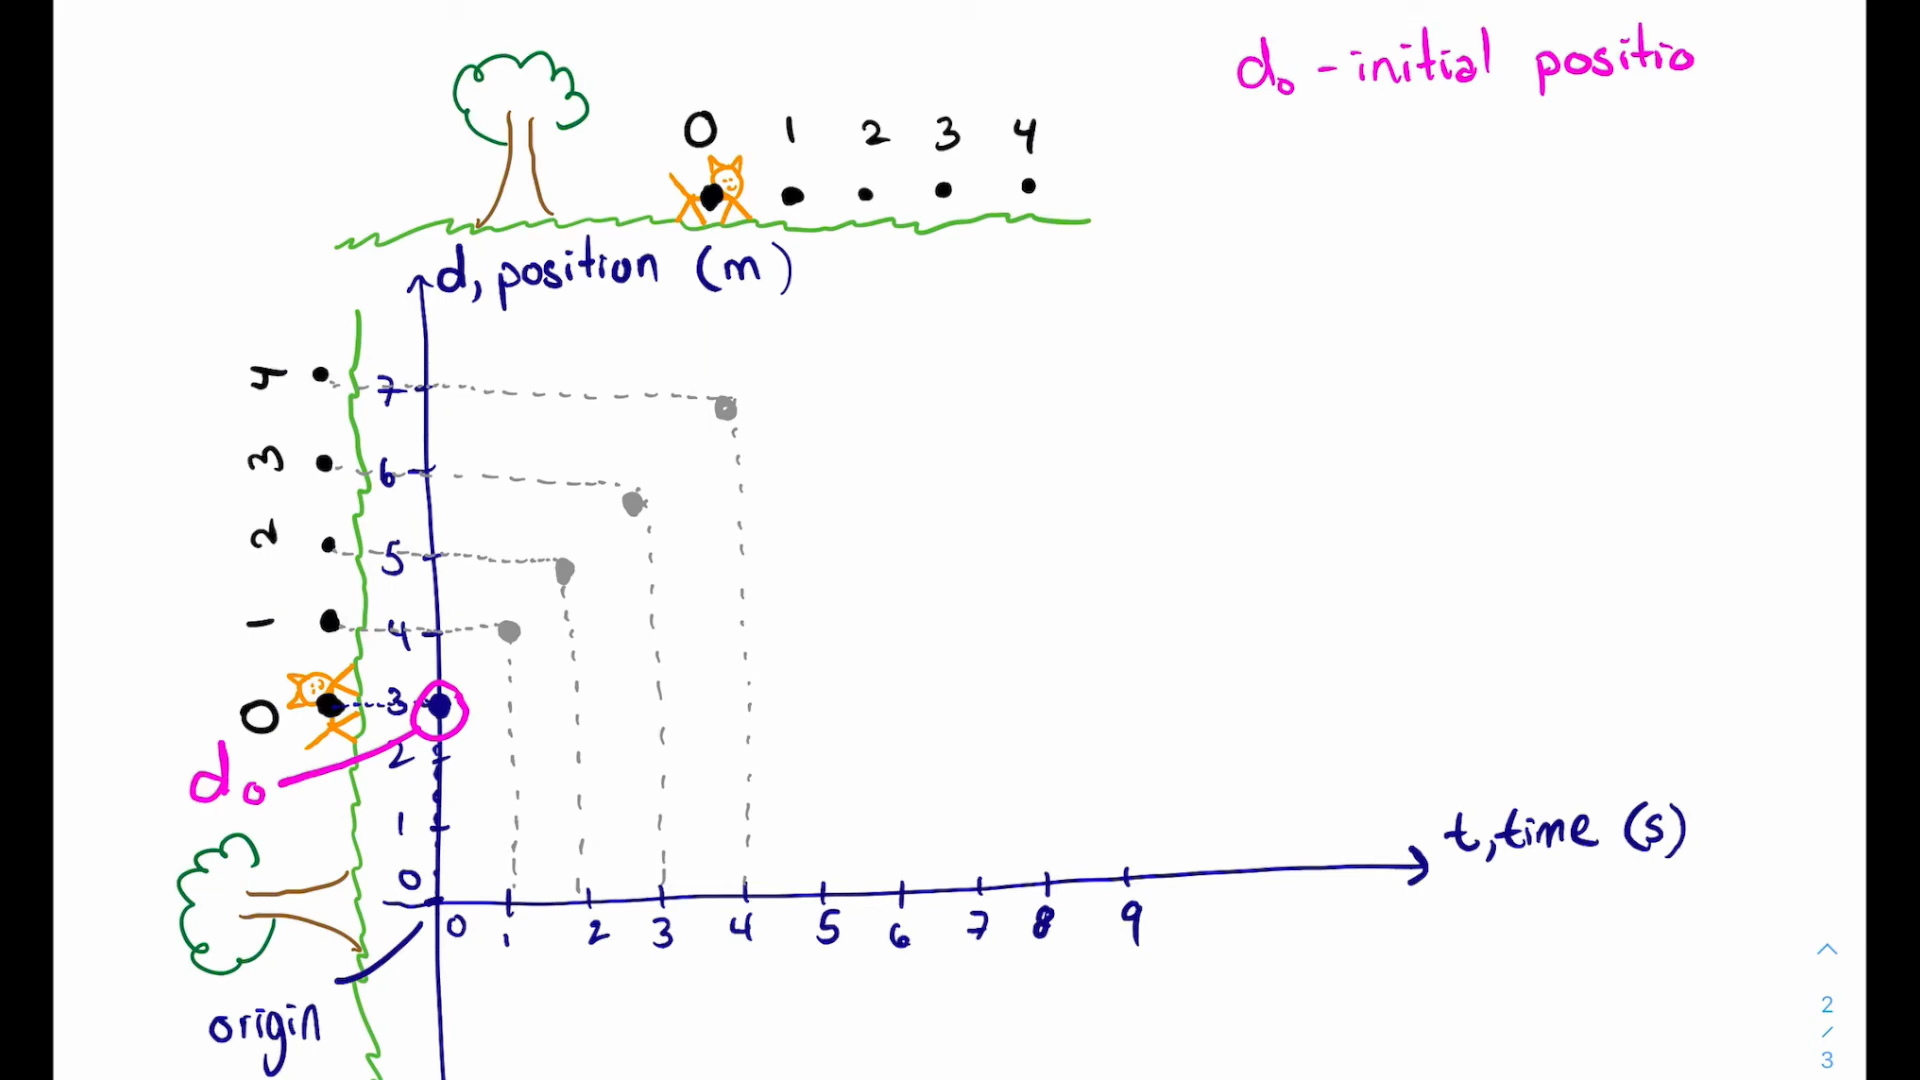 d₀ - initial positio
0 1 2 3 4
d, position (m)
4
7
3
6
2
5
1
4
0
3
d₀
2
1
0
t, time (s)
0 1 2 3 4 5 6 7 8 9
origin
2
/
3